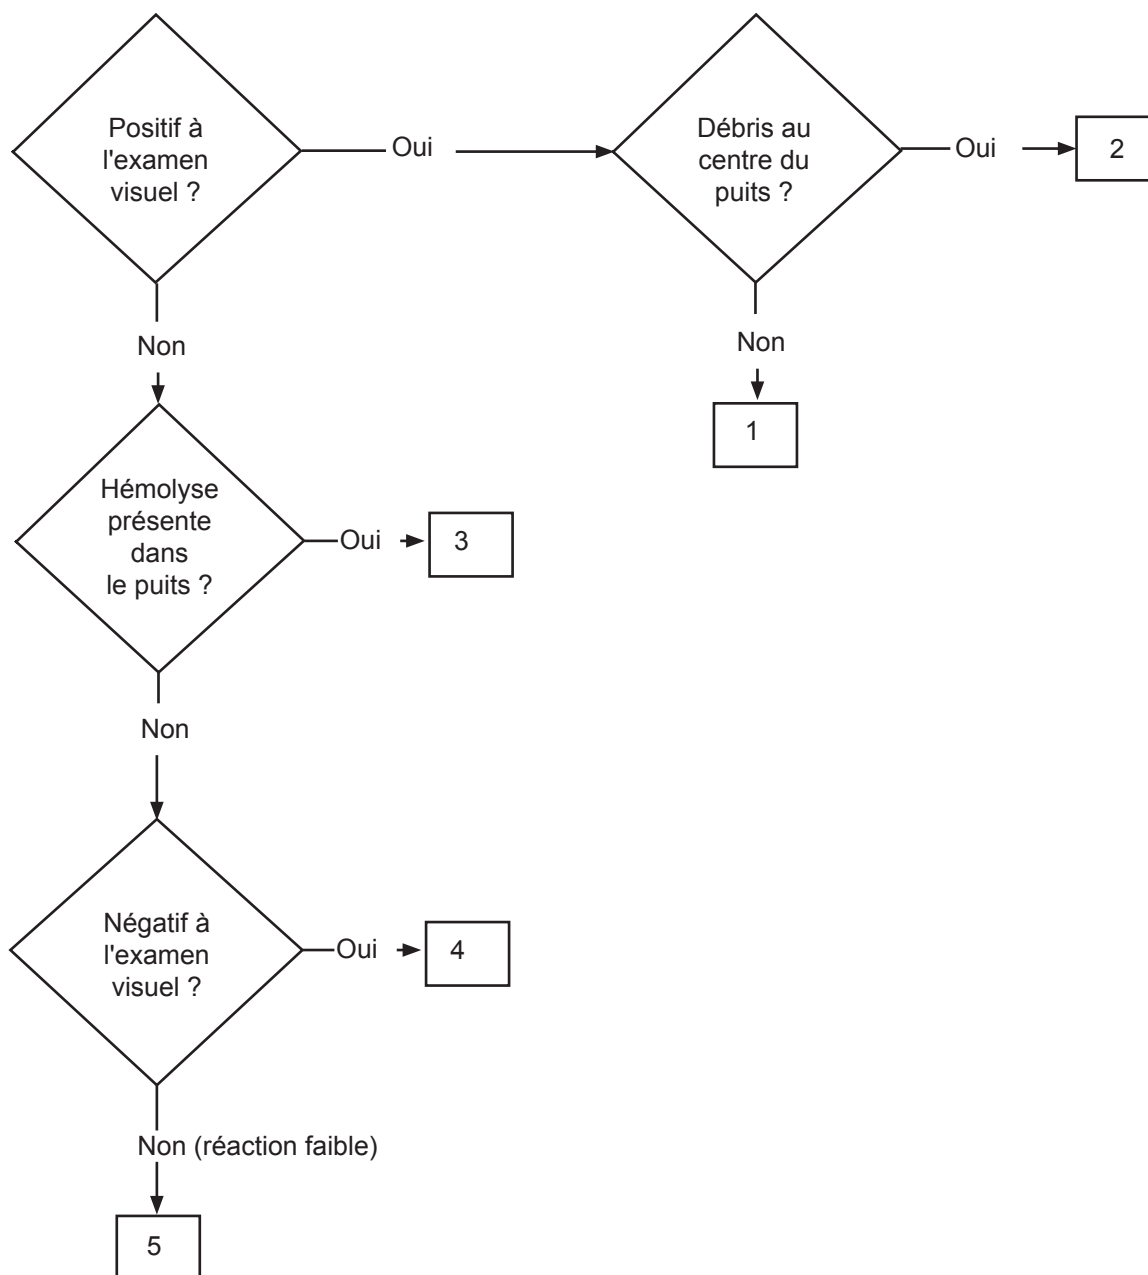 Positif à
l'examen
visuel ?
Oui
Débris au
centre du
puits ?
Oui
2
Non
Non
1
Hémolyse
présente
dans
le puits ?
Oui
3
Non
Négatif à
l'examen
visuel ?
Oui
4
Non (réaction faible)
5